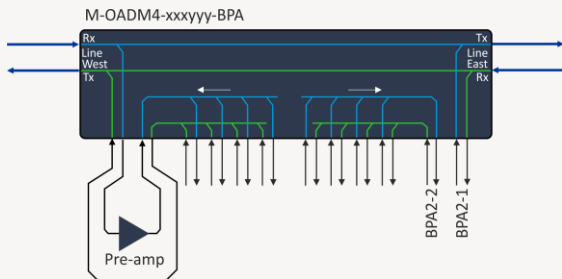 M-OADM4-xxxyyy-BPA
Rx
Line
West
Tx
Tx
Line
East
Rx
Pre-amp
BPA2-2
BPA2-1